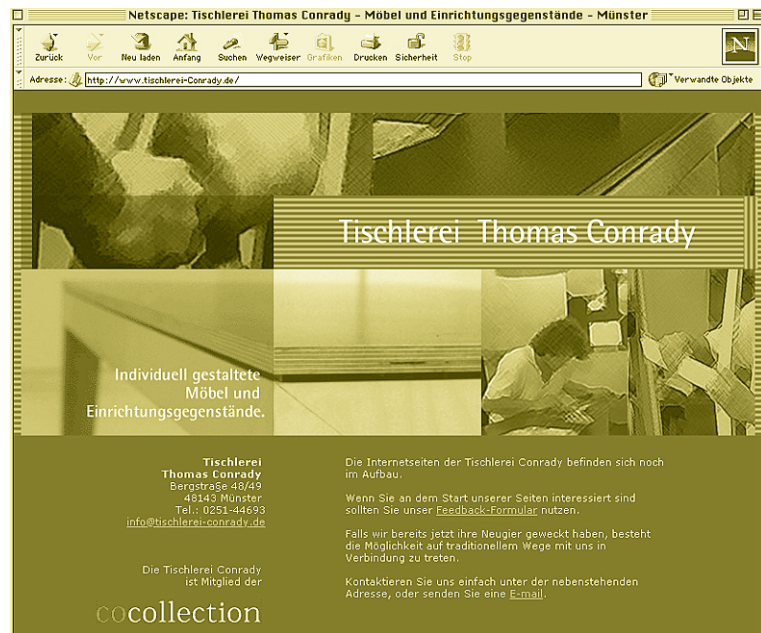 Netscape: Tischlerei Thomas Conrady – Möbel und Einrichtungsgegenstände – Münster
Zurück Vor Neu laden Anfang Suchen Wegweiser Grafiken Drucken Sicherheit Stop
N
Adresse: http://www.tischlerei-Conrady.de/ Verwandte Objekte
Tischlerei Thomas Conrady
Individuell gestaltete
Möbel und
Einrichtungsgegenstände.
Tischlerei
Thomas Conrady
Bergstra§e 48/49
48143 Münster
Tel.: 0251-44693
info@tischlerei-conrady.de
Die Tischlerei Conrady
ist Mitglied der
cocollection
Die Internetseiten der Tischlerei Conrady befinden sich noch
im Aufbau.
Wenn Sie an dem Start unserer Seiten interessiert sind
sollten Sie unser Feedback-Formular nutzen.
Falls wir bereits jetzt ihre Neugier geweckt haben, besteht
die Möglichkeit auf traditionellem Wege mit uns in
Verbindung zu treten.
Kontaktieren Sie uns einfach unter der nebenstehenden
Adresse, oder senden Sie eine E-mail.